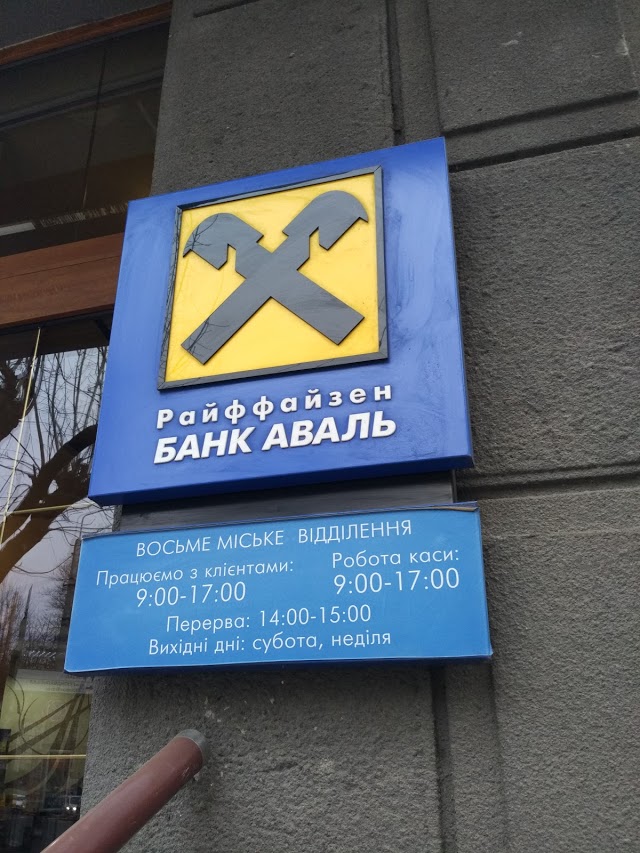 Райффайзен
БАНК АВАЛЬ
ВОСЬМЕ МІСЬКЕ ВІДДІЛЕННЯ
Працюємо з клієнтами:
9:00-17:00
Робота каси:
9:00-17:00
Перерва: 14:00-15:00
Вихідні дні: субота, неділя